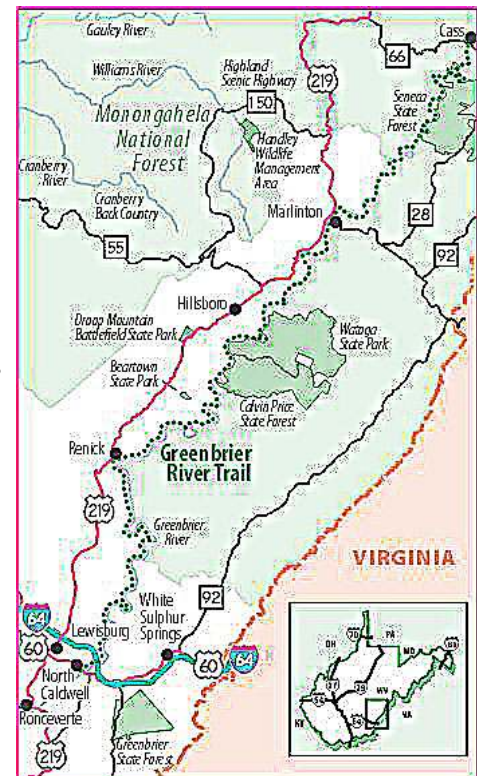 Gauley River
Cass
66
Williams River
Highland
Scenic Highway
219
150
Seneca
State
Forest
Monongahela
National
Forest
Handley
Wildlife
Management
Area
Cranberry
River
Cranberry
Back Country
Marlinton
28
55
92
Hillsboro
Droop Mountain
Battlefield State Park
Watoga
State Park
Beartown
State Park
Calvin Price
State Forest
Renick
Greenbrier
River Trail
219
Greenbrier
River
VIRGINIA
92
White
Sulphur
Springs
64
Lewisburg
60
60
64
North
Caldwell
Ronceverte
219
Greenbrier
State Forest
OH
PA
MD
WV
VA
KY